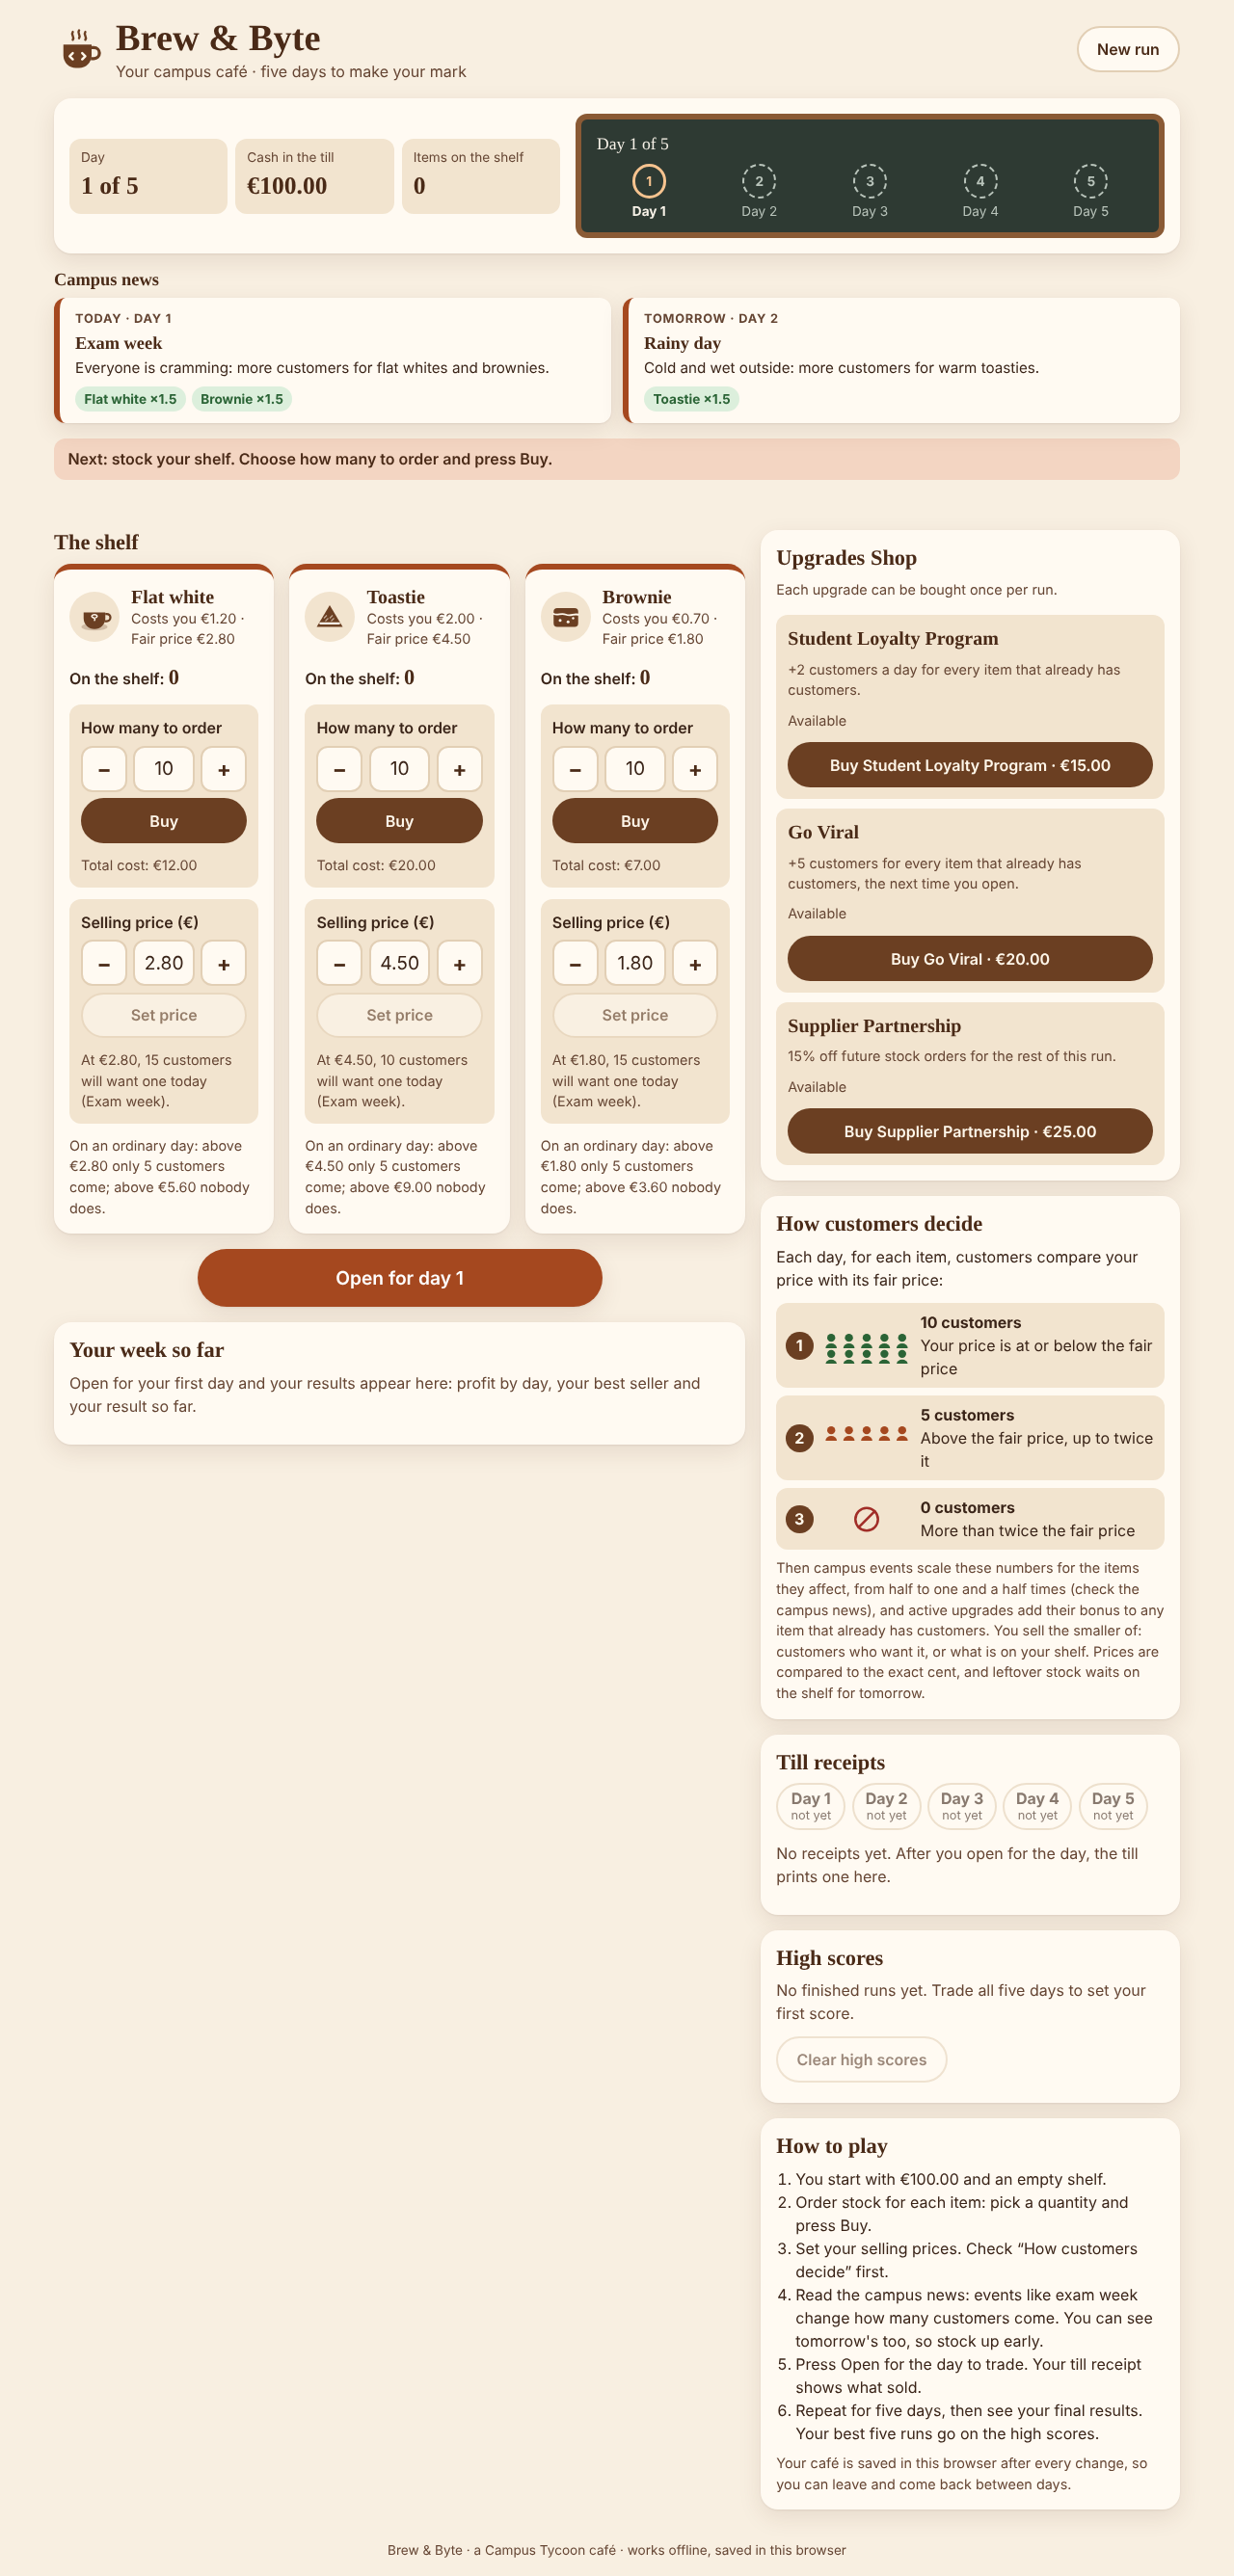 Brew & Byte
Your campus café · five days to make your mark
New run
Day
1 of 5
Cash in the till
€100.00
Items on the shelf
0
Day 1 of 5
1
2
3
4
5
Day 1
Day 2
Day 3
Day 4
Day 5
Campus news
TODAY · DAY 1
Exam week
Everyone is cramming: more customers for flat whites and brownies.
Flat white ×1.5
Brownie ×1.5
TOMORROW · DAY 2
Rainy day
Cold and wet outside: more customers for warm toasties.
Toastie ×1.5
Next: stock your shelf. Choose how many to order and press Buy.
The shelf
Flat white
Costs you €1.20 ·
Fair price €2.80
On the shelf: 0
How many to order
−
10
+
Buy
Total cost: €12.00
Selling price (€)
−
2.80
+
Set price
At €2.80, 15 customers
will want one today
(Exam week).
On an ordinary day: above
€2.80 only 5 customers
come; above €5.60 nobody
does.
Toastie
Costs you €2.00 ·
Fair price €4.50
On the shelf: 0
How many to order
−
10
+
Buy
Total cost: €20.00
Selling price (€)
−
4.50
+
Set price
At €4.50, 10 customers
will want one today
(Exam week).
On an ordinary day: above
€4.50 only 5 customers
come; above €9.00 nobody
does.
Brownie
Costs you €0.70 ·
Fair price €1.80
On the shelf: 0
How many to order
−
10
+
Buy
Total cost: €7.00
Selling price (€)
−
1.80
+
Set price
At €1.80, 15 customers
will want one today
(Exam week).
On an ordinary day: above
€1.80 only 5 customers
come; above €3.60 nobody
does.
Open for day 1
Your week so far
Open for your first day and your results appear here: profit by day, your best seller and
your result so far.
Upgrades Shop
Each upgrade can be bought once per run.
Student Loyalty Program
+2 customers a day for every item that already has
customers.
Available
Buy Student Loyalty Program · €15.00
Go Viral
+5 customers for every item that already has
customers, the next time you open.
Available
Buy Go Viral · €20.00
Supplier Partnership
15% off future stock orders for the rest of this run.
Available
Buy Supplier Partnership · €25.00
How customers decide
Each day, for each item, customers compare your
price with its fair price:
1
10 customers
Your price is at or below the fair
price
2
5 customers
Above the fair price, up to twice
it
3
0 customers
More than twice the fair price
Then campus events scale these numbers for the items
they affect, from half to one and a half times (check the
campus news), and active upgrades add their bonus to any
item that already has customers. You sell the smaller of:
customers who want it, or what is on your shelf. Prices are
compared to the exact cent, and leftover stock waits on
the shelf for tomorrow.
Till receipts
Day 1
not yet
Day 2
not yet
Day 3
not yet
Day 4
not yet
Day 5
not yet
No receipts yet. After you open for the day, the till
prints one here.
High scores
No finished runs yet. Trade all five days to set your
first score.
Clear high scores
How to play
1. You start with €100.00 and an empty shelf.
2. Order stock for each item: pick a quantity and
press Buy.
3. Set your selling prices. Check “How customers
decide” first.
4. Read the campus news: events like exam week
change how many customers come. You can see
tomorrow's too, so stock up early.
5. Press Open for the day to trade. Your till receipt
shows what sold.
6. Repeat for five days, then see your final results.
Your best five runs go on the high scores.
Your café is saved in this browser after every change, so
you can leave and come back between days.
Brew & Byte · a Campus Tycoon café · works offline, saved in this browser